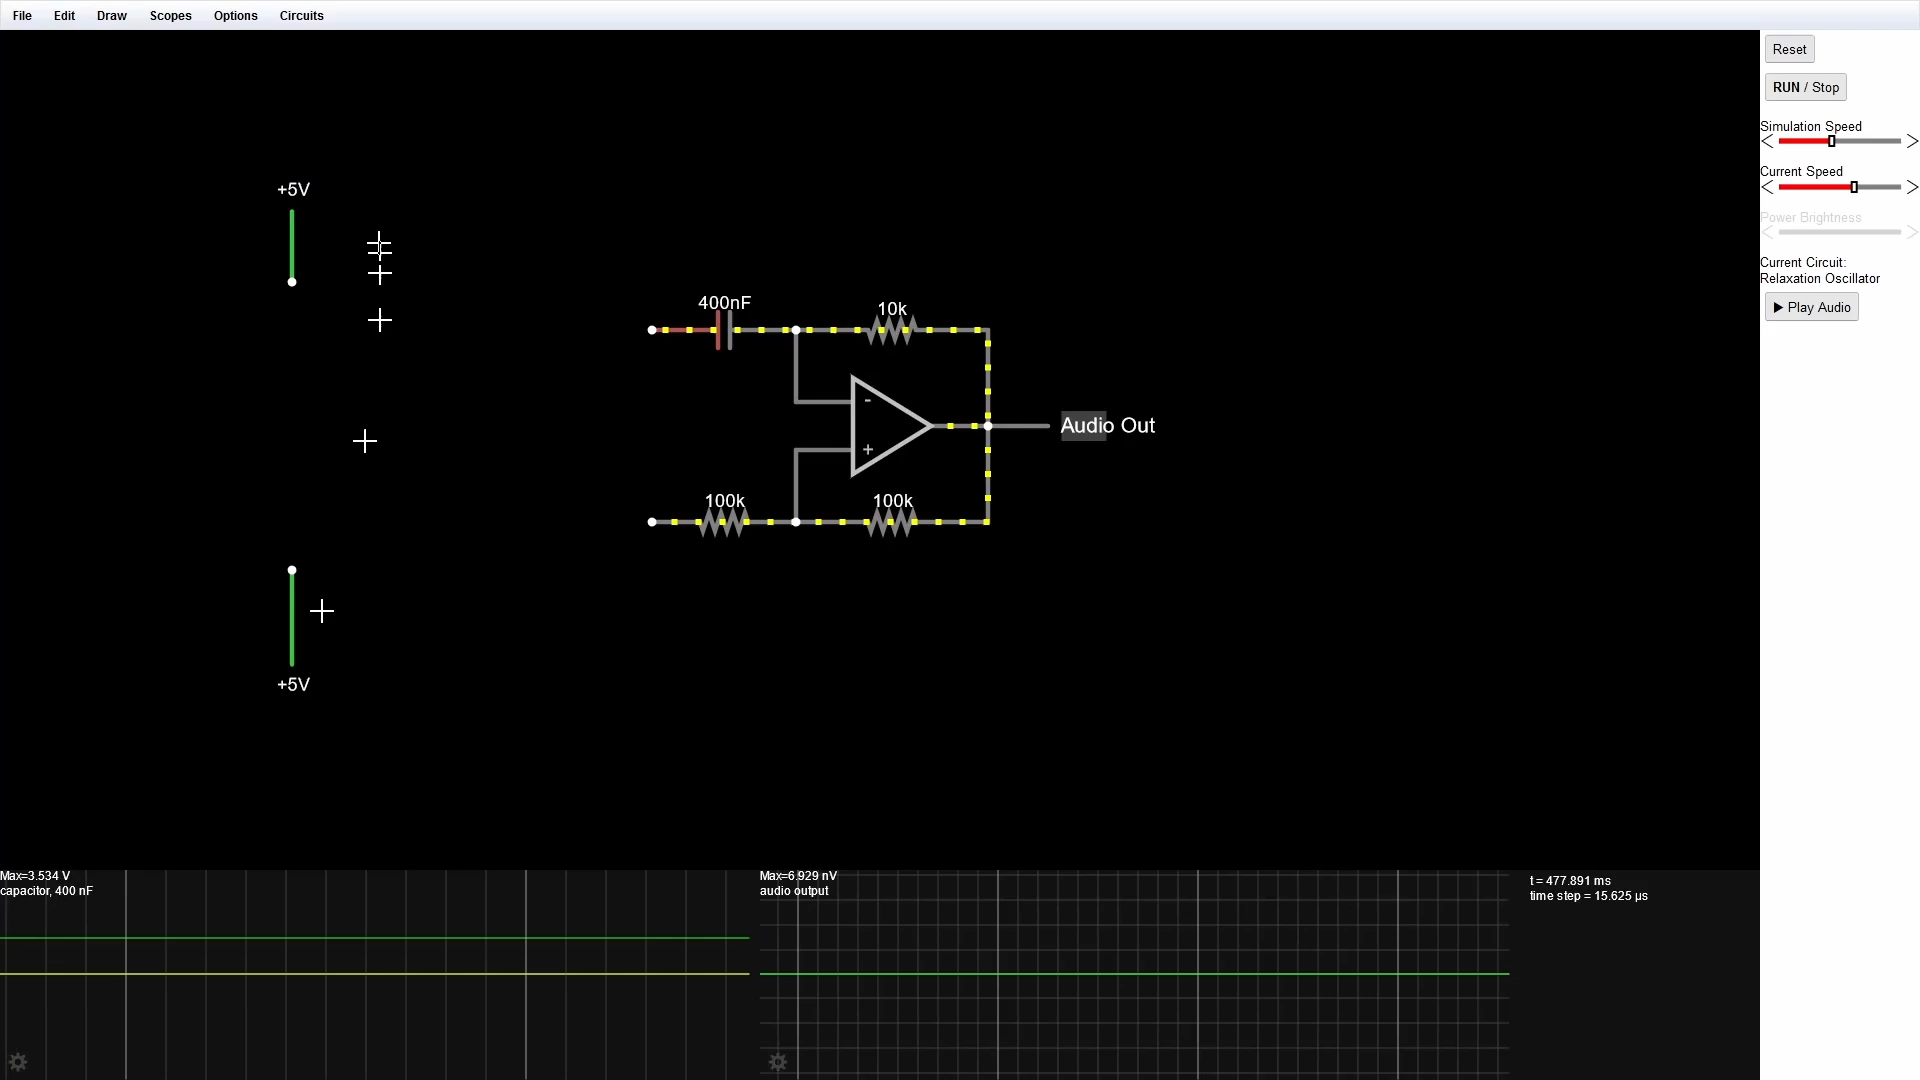 File Edit Draw Scopes Options Circuits
Reset
RUN / Stop
Simulation Speed
Current Speed
Power Brightness
Current Circuit:
Relaxation Oscillator
▶ Play Audio
+5V
400nF
10k
-
+
Audio Out
100k
100k
+5V
Max=3.534 V
capacitor, 400 nF
Max=6.929 nV
audio output
t = 477.891 ms
time step = 15.625 µs